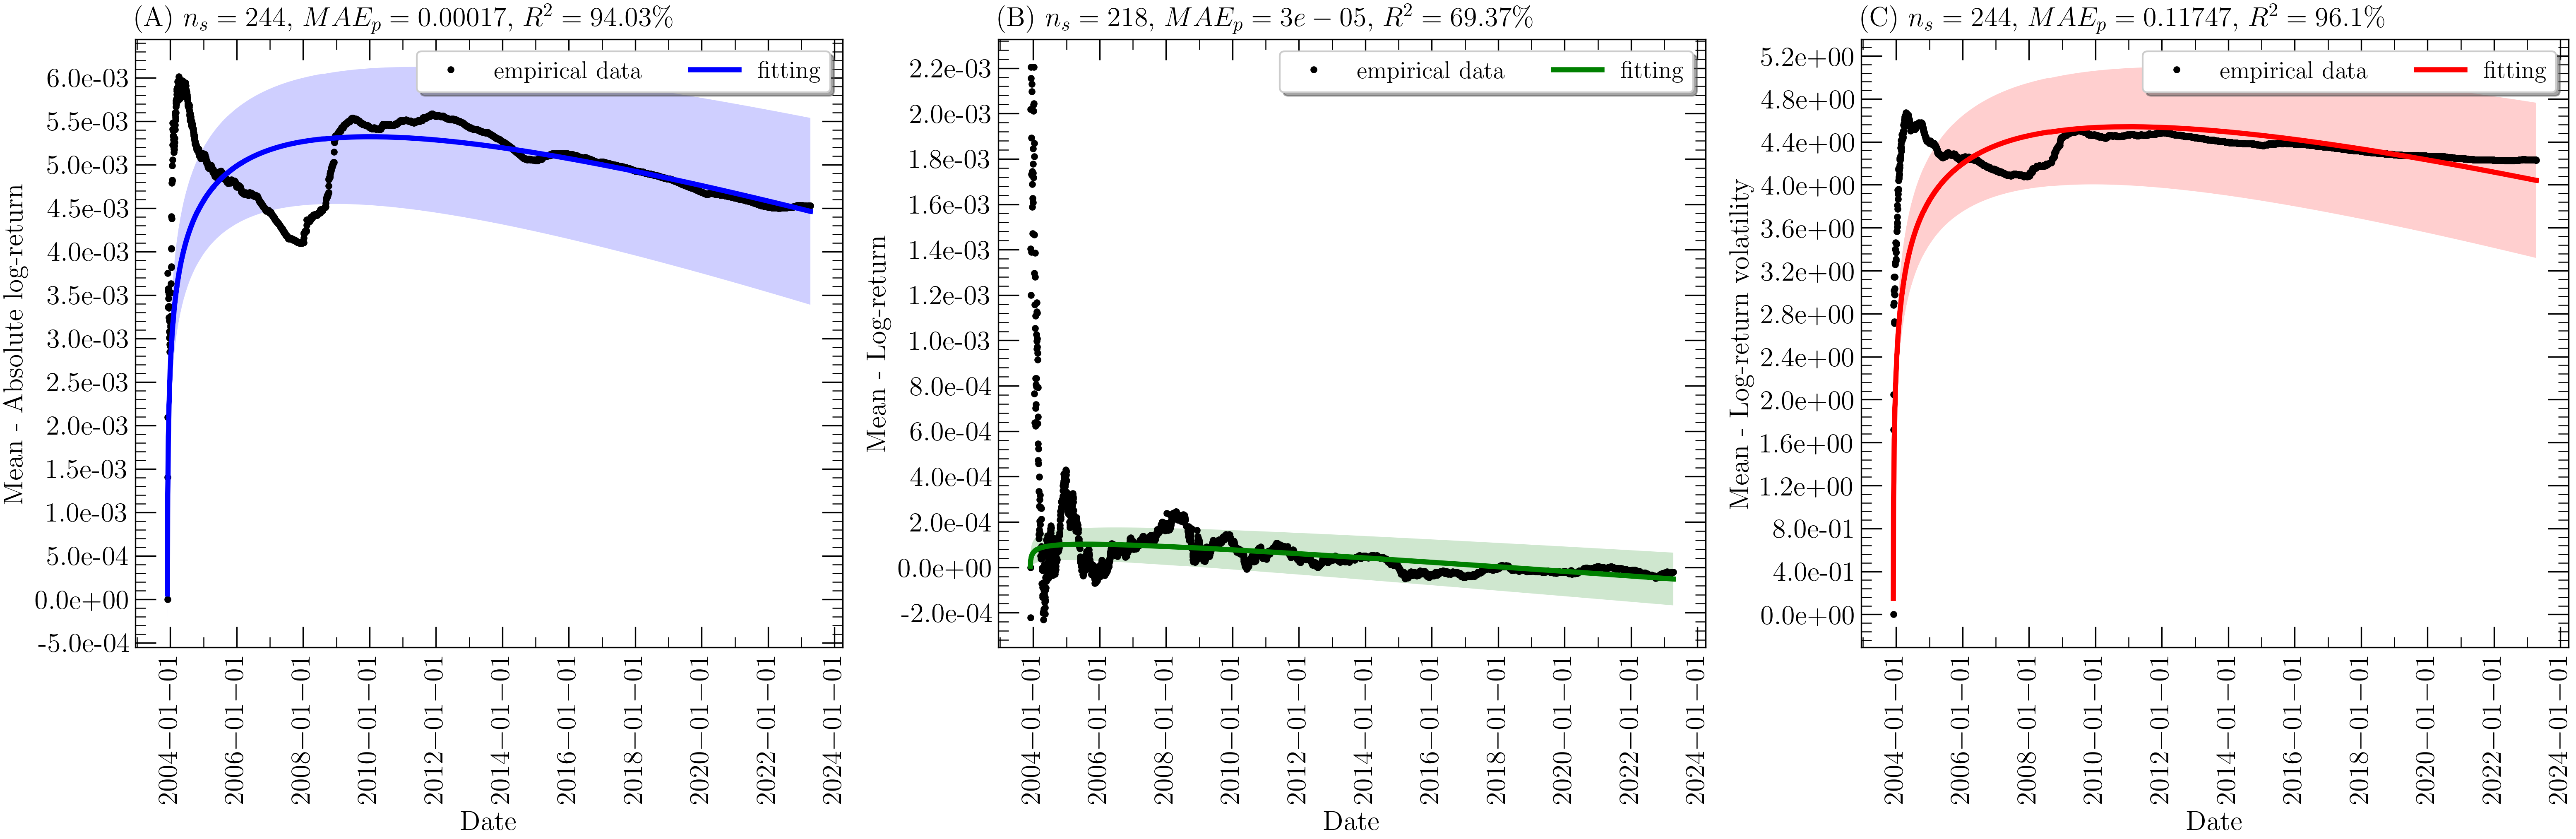 (A) n_s = 244, MAE_p = 0.00017, R² = 94.03%
empirical data fitting
Mean - Absolute log-return
6.0e-03
5.5e-03
5.0e-03
4.5e-03
4.0e-03
3.5e-03
3.0e-03
2.5e-03
2.0e-03
1.5e-03
1.0e-03
5.0e-04
0.0e+00
-5.0e-04
2004−01−01
2006−01−01
2008−01−01
2010−01−01
2012−01−01
2014−01−01
2016−01−01
2018−01−01
2020−01−01
2022−01−01
2024−01−01
Date
(B) n_s = 218, MAE_p = 3e − 05, R² = 69.37%
empirical data fitting
Mean - Log-return
2.2e-03
2.0e-03
1.8e-03
1.6e-03
1.4e-03
1.2e-03
1.0e-03
8.0e-04
6.0e-04
4.0e-04
2.0e-04
0.0e+00
-2.0e-04
2004−01−01
2006−01−01
2008−01−01
2010−01−01
2012−01−01
2014−01−01
2016−01−01
2018−01−01
2020−01−01
2022−01−01
2024−01−01
Date
(C) n_s = 244, MAE_p = 0.11747, R² = 96.1%
empirical data fitting
Mean - Log-return volatility
5.2e+00
4.8e+00
4.4e+00
4.0e+00
3.6e+00
3.2e+00
2.8e+00
2.4e+00
2.0e+00
1.6e+00
1.2e+00
8.0e-01
4.0e-01
0.0e+00
2004−01−01
2006−01−01
2008−01−01
2010−01−01
2012−01−01
2014−01−01
2016−01−01
2018−01−01
2020−01−01
2022−01−01
2024−01−01
Date